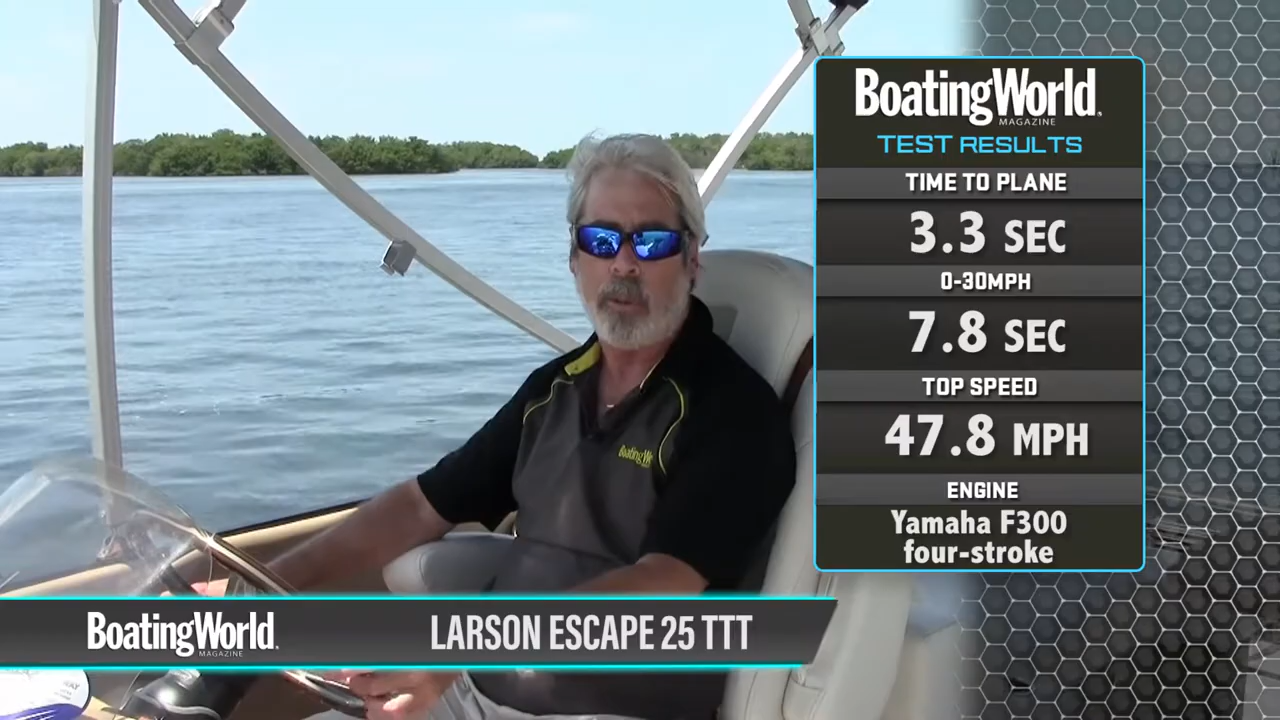 BoatingWorld
MAGAZINE
TEST RESULTS
TIME TO PLANE
3.3 SEC
0-30MPH
7.8 SEC
TOP SPEED
47.8 MPH
ENGINE
Yamaha F300
four-stroke
BoatingW
BoatingWorld
MAGAZINE
LARSON ESCAPE 25 TTT